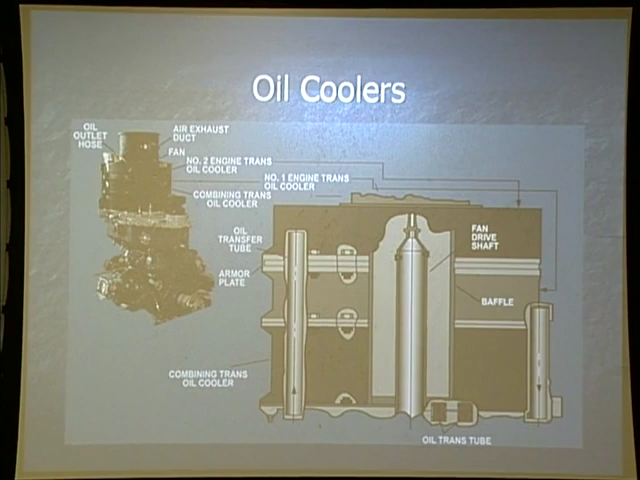 Oil Coolers
OIL
OUTLET
HOSE
AIR EXHAUST
DUCT
FAN
NO. 2 ENGINE TRANS
OIL COOLER
NO. 1 ENGINE TRANS
OIL COOLER
COMBINING TRANS
OIL COOLER
OIL
TRANSFER
TUBE
FAN
DRIVE
SHAFT
ARMOR
PLATE
BAFFLE
COMBINING TRANS
OIL COOLER
OIL TRANS TUBE